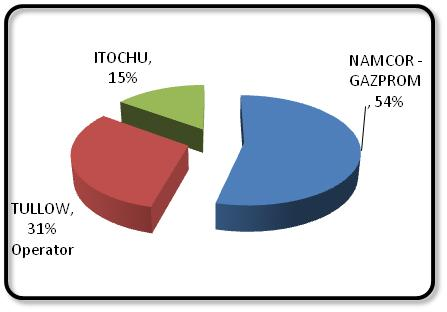 ITOCHU,
15%
NAMCOR -
GAZPROM
, 54%
TULLOW,
31%
Operator